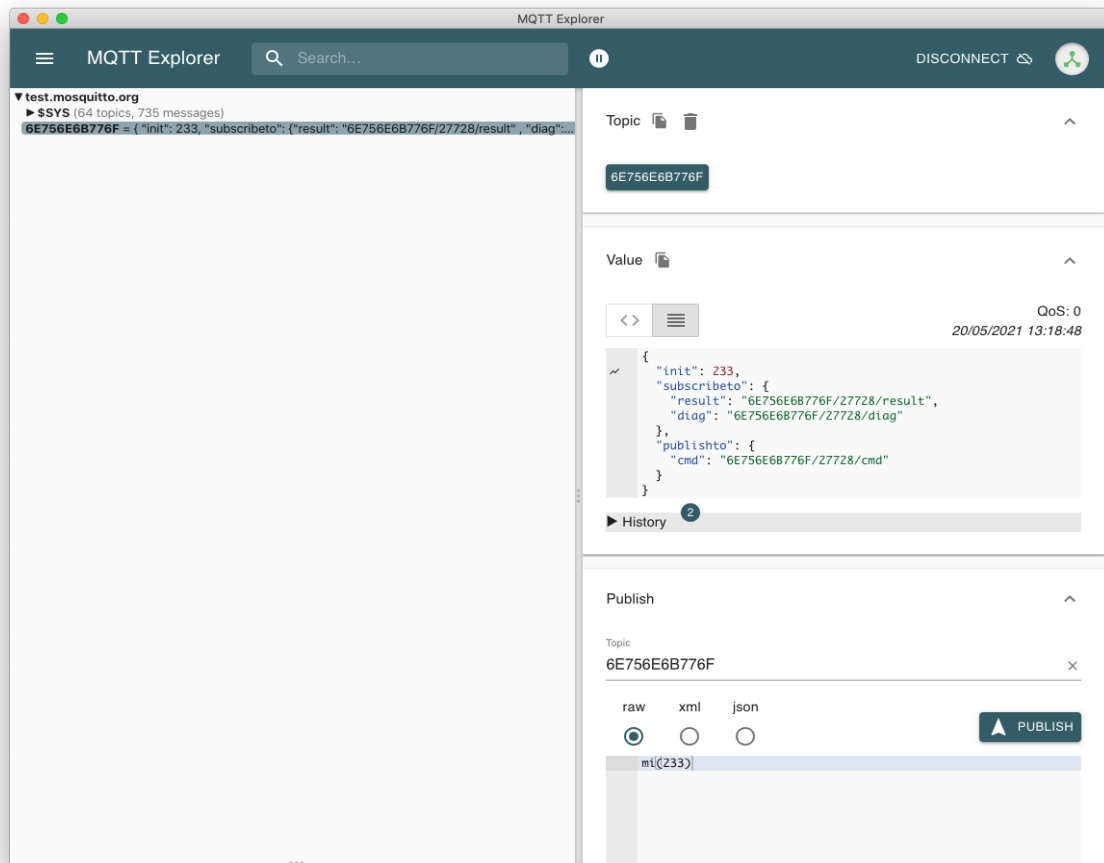 MQTT Explorer
MQTT Explorer
Search...
DISCONNECT
▼test.mosquitto.org
▶$SYS (64 topics, 735 messages)
6E756E6B776F = { "init": 233, "subscribeto": {"result": "6E756E6B776F/27728/result" , "diag":...
Topic
6E756E6B776F
Value
QoS: 0
20/05/2021 13:18:48
{
"init": 233,
"subscribeto": {
"result": "6E756E6B776F/27728/result",
"diag": "6E756E6B776F/27728/diag"
},
"publishto": {
"cmd": "6E756E6B776F/27728/cmd"
}
}
▶ History 2
Publish
Topic
6E756E6B776F
raw xml json
PUBLISH
mi(233)